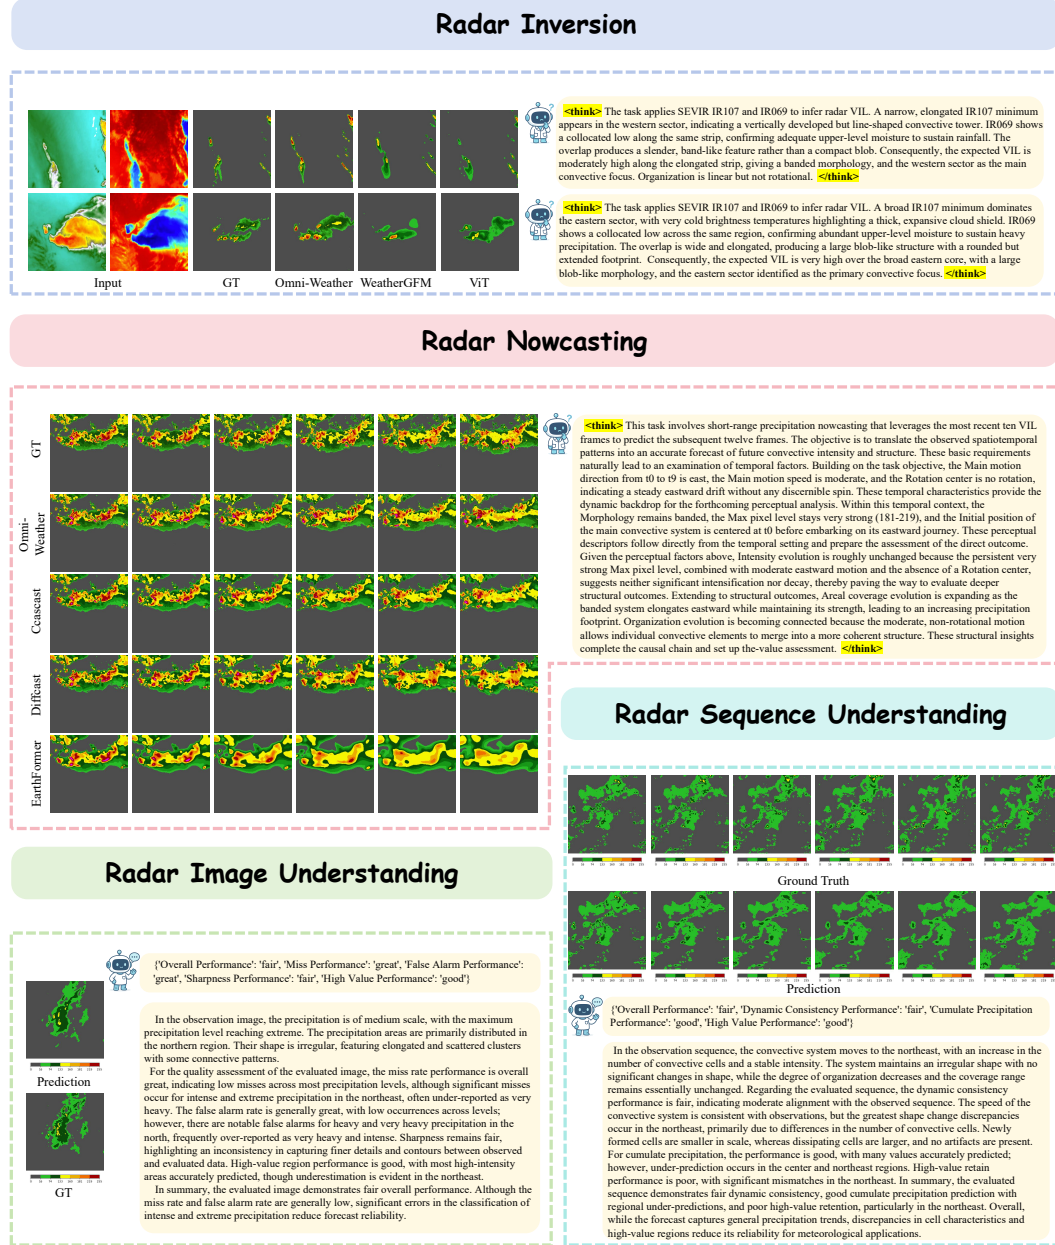 Radar Inversion
<think> The task applies SEVIR IR107 and IR069 to infer radar VIL. A narrow, elongated IR107 minimum
appears in the western sector, indicating a vertically developed but line-shaped convective tower. IR069 shows
a collocated low along the same strip, confirming adequate upper-level moisture to sustain rainfall. The
overlap produces a slender, band-like feature rather than a compact blob. Consequently, the expected VIL is
moderately high along the elongated strip, giving a banded morphology, and the western sector as the main
convective focus. Organization is linear but not rotational. </think>
<think> The task applies SEVIR IR107 and IR069 to infer radar VIL. A broad IR107 minimum dominates
the eastern sector, with very cold brightness temperatures highlighting a thick, expansive cloud shield. IR069
shows a collocated low across the same region, confirming abundant upper-level moisture to sustain heavy
precipitation. The overlap is wide and elongated, producing a large blob-like structure with a rounded but
extended footprint. Consequently, the expected VIL is very high over the broad eastern core, with a large
blob-like morphology, and the eastern sector identified as the primary convective focus. </think>
Input GT Omni-Weather WeatherGFM ViT
Radar Nowcasting
GT
Omni-
Weather
Ccascast
Diffcast
EarthFormer
<think> This task involves short-range precipitation nowcasting that leverages the most recent ten VIL
frames to predict the subsequent twelve frames. The objective is to translate the observed spatiotemporal
patterns into an accurate forecast of future convective intensity and structure. These basic requirements
naturally lead to an examination of temporal factors. Building on the task objective, the Main motion
direction from t0 to t9 is east, the Main motion speed is moderate, and the Rotation center is no rotation,
indicating a steady eastward drift without any discernible spin. These temporal characteristics provide the
dynamic backdrop for the forthcoming perceptual analysis. Within this temporal context, the
Morphology remains banded, the Max pixel level stays very strong (181-219), and the Initial position of
the main convective system is centered at t0 before embarking on its eastward journey. These perceptual
descriptors follow directly from the temporal setting and prepare the assessment of the direct outcome.
Given the perceptual factors above, Intensity evolution is roughly unchanged because the persistent very
strong Max pixel level, combined with moderate eastward motion and the absence of a Rotation center,
suggests neither significant intensification nor decay, thereby paving the way to evaluate deeper
structural outcomes. Extending to structural outcomes, Areal coverage evolution is expanding as the
banded system elongates eastward while maintaining its strength, leading to an increasing precipitation
footprint. Organization evolution is becoming connected because the moderate, non-rotational motion
allows individual convective elements to merge into a more coherent structure. These structural insights
complete the causal chain and set up the-value assessment. </think>
Radar Sequence Understanding
Ground Truth
Prediction
{'Overall Performance': 'fair', 'Dynamic Consistency Performance': 'fair', 'Cumulate Precipitation
Performance': 'good', 'High Value Performance': 'good'}
In the observation sequence, the convective system moves to the northeast, with an increase in the
number of convective cells and a stable intensity. The system maintains an irregular shape with no
significant changes in shape, while the degree of organization decreases and the coverage range
remains essentially unchanged. Regarding the evaluated sequence, the dynamic consistency
performance is fair, indicating moderate alignment with the observed sequence. The speed of the
convective system is consistent with observations, but the greatest shape change discrepancies
occur in the northeast, primarily due to differences in the number of convective cells. Newly
formed cells are smaller in scale, whereas dissipating cells are larger, and no artifacts are present.
For cumulate precipitation, the performance is good, with many values accurately predicted;
however, under-prediction occurs in the center and northeast regions. High-value retain
performance is poor, with significant mismatches in the northeast. In summary, the evaluated
sequence demonstrates fair dynamic consistency, good cumulate precipitation prediction with
regional under-predictions, and poor high-value retention, particularly in the northeast. Overall,
while the forecast captures general precipitation trends, discrepancies in cell characteristics and
high-value regions reduce its reliability for meteorological applications.
Radar Image Understanding
{'Overall Performance': 'fair', 'Miss Performance': 'great', 'False Alarm Performance':
'great', 'Sharpness Performance': 'fair', 'High Value Performance': 'good'}
Prediction
GT
In the observation image, the precipitation is of medium scale, with the maximum
precipitation level reaching extreme. The precipitation areas are primarily distributed in
the northern region. Their shape is irregular, featuring elongated and scattered clusters
with some connective patterns.
For the quality assessment of the evaluated image, the miss rate performance is overall
great, indicating low misses across most precipitation levels, although significant misses
occur for intense and extreme precipitation in the northeast, often under-reported as very
heavy. The false alarm rate is generally great, with low occurrences across levels;
however, there are notable false alarms for heavy and very heavy precipitation in the
north, frequently over-reported as very heavy and intense. Sharpness remains fair,
highlighting an inconsistency in capturing finer details and contours between observed
and evaluated data. High-value region performance is good, with most high-intensity
areas accurately predicted, though underestimation is evident in the northeast.
In summary, the evaluated image demonstrates fair overall performance. Although the
miss rate and false alarm rate are generally low, significant errors in the classification of
intense and extreme precipitation reduce forecast reliability.